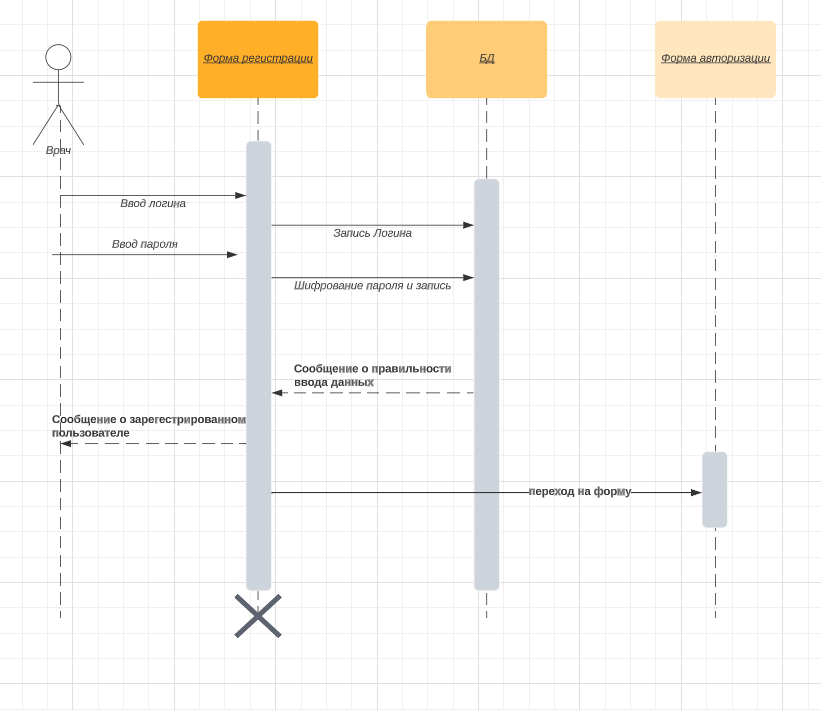 Форма регистрации
БД
Форма авторизации
Врач
Ввод логина
Запись Логина
Ввод пароля
Шифрование пароля и запись
Сообщение о правильности
ввода данных
Сообщение о зарегестрированном
пользователе
переход на форму